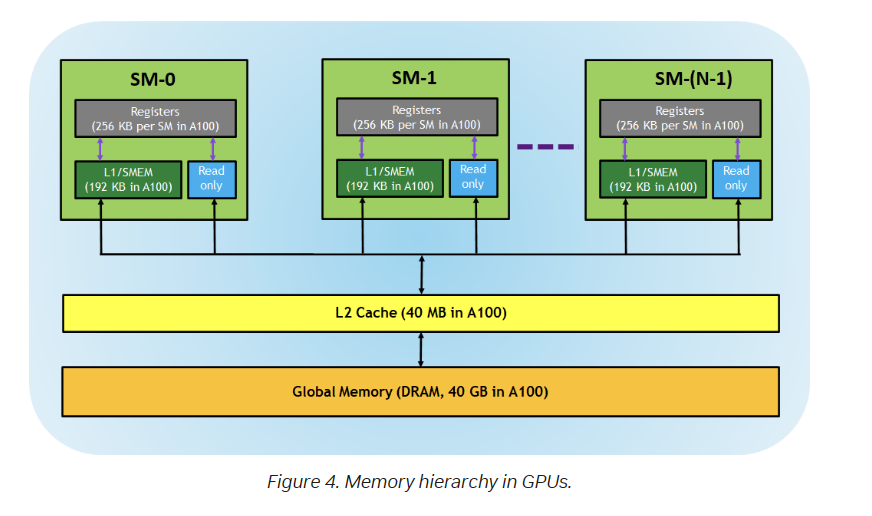 SM-0
Registers
(256 KB per SM in A100)
L1/SMEM
(192 KB in A100)
Read
only
SM-1
Registers
(256 KB per SM in A100)
L1/SMEM
(192 KB in A100)
Read
only
SM-(N-1)
Registers
(256 KB per SM in A100)
L1/SMEM
(192 KB in A100)
Read
only
L2 Cache (40 MB in A100)
Global Memory (DRAM, 40 GB in A100)
Figure 4. Memory hierarchy in GPUs.